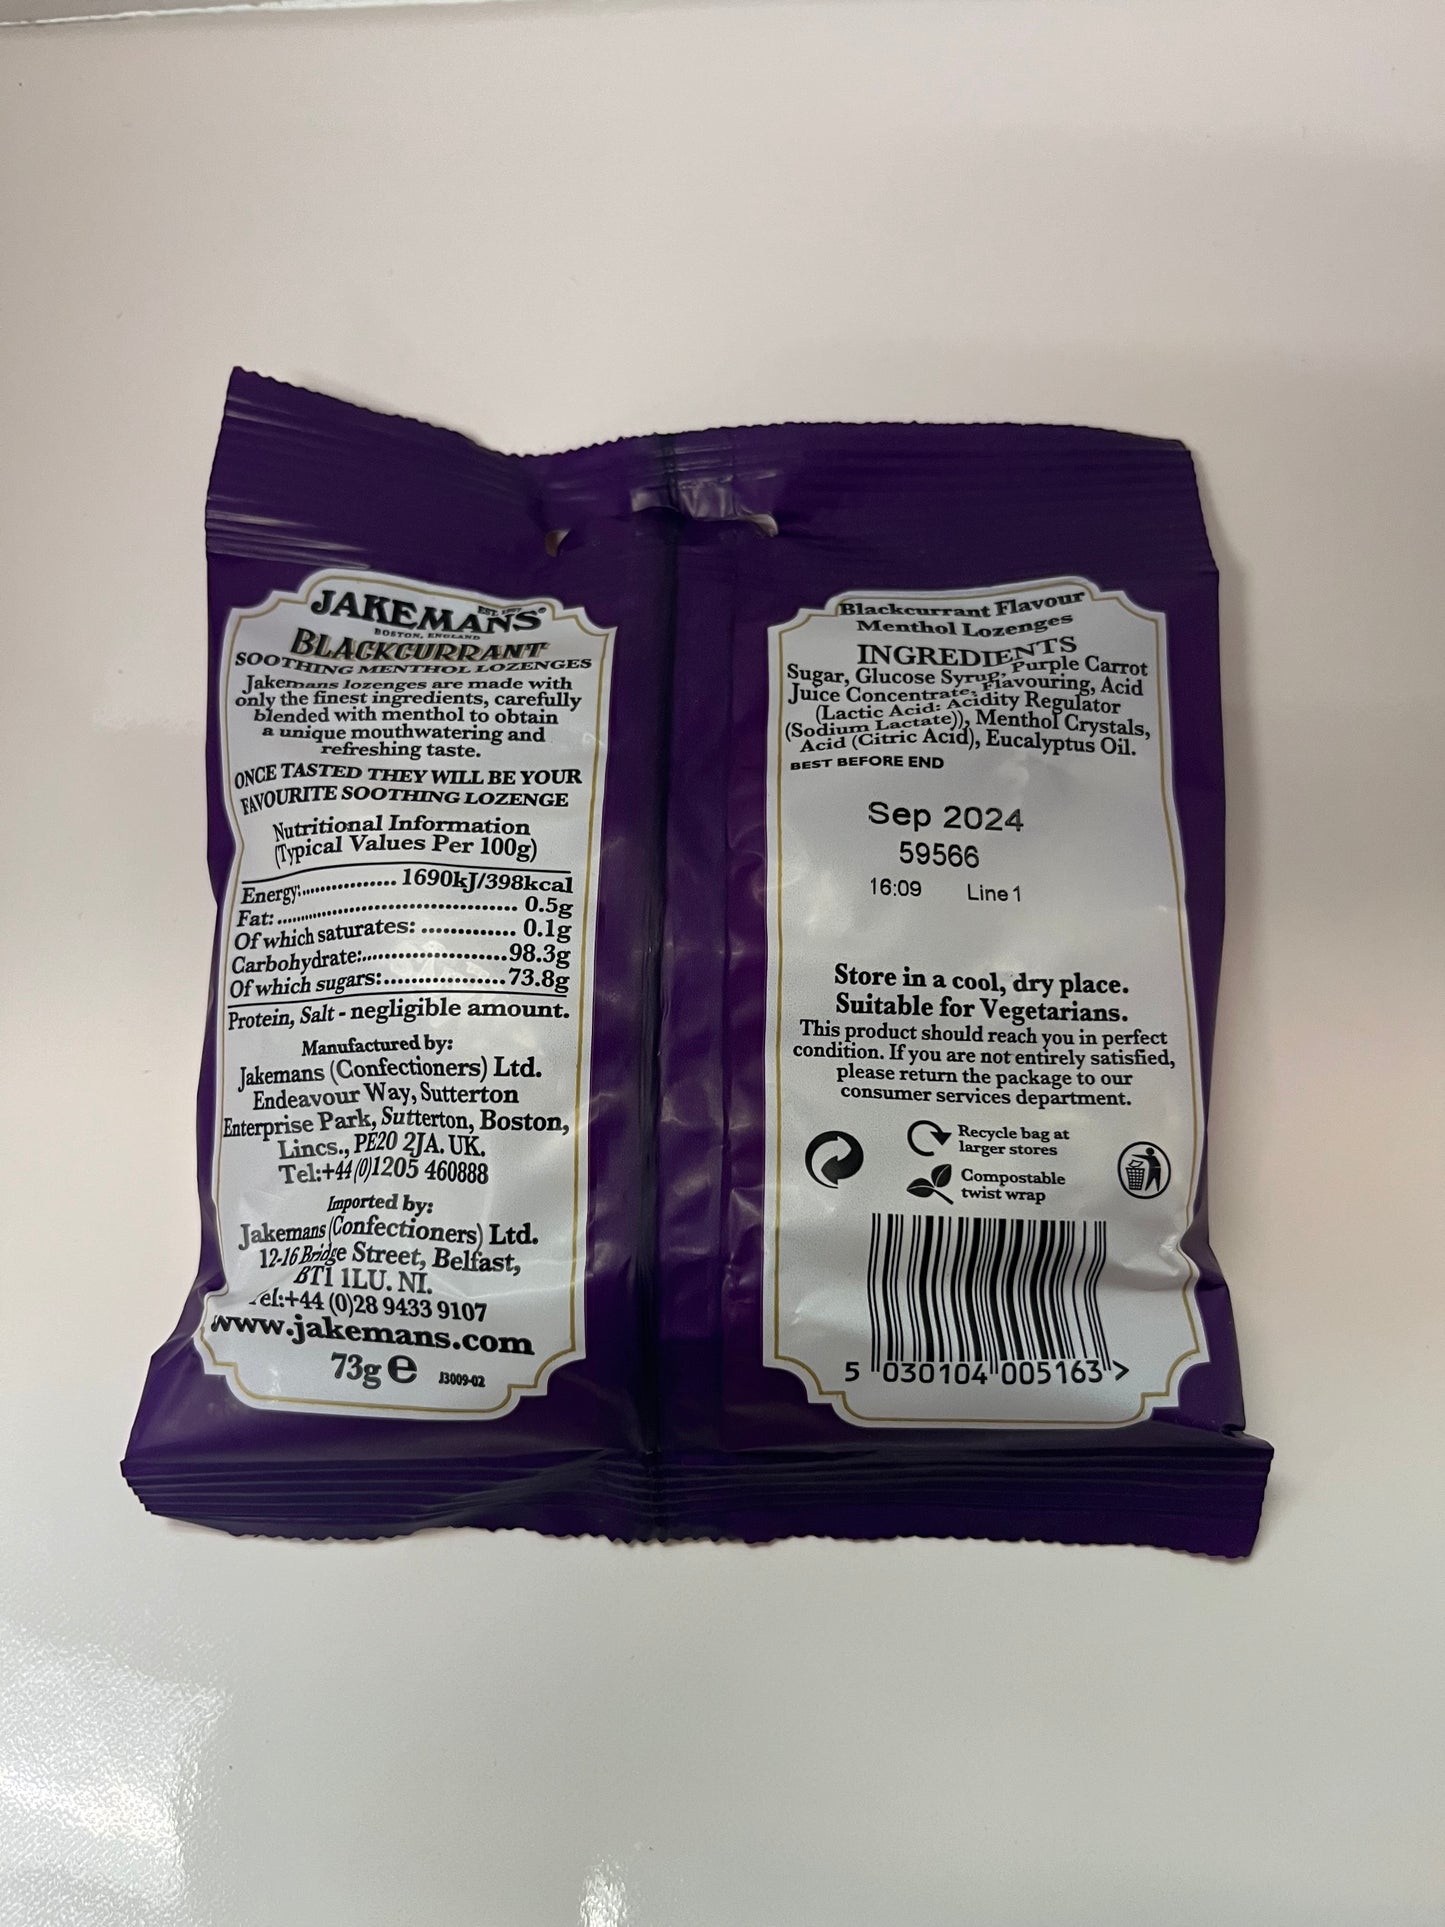 JAKEMANS®
BOSTON, ENGLAND
BLACKCURRANT
SOOTHING MENTHOL LOZENGES
Jakemans lozenges are made with
only the finest ingredients, carefully
blended with menthol to obtain
a unique mouthwatering and
refreshing taste.
ONCE TASTED THEY WILL BE YOUR
FAVOURITE SOOTHING LOZENGE
Nutritional Information
(Typical Values Per 100g)
Energy:................ 1690kJ/398kcal
Fat: ........................................ 0.5g
Of which saturates: .............. 0.1g
Carbohydrate:......................98.3g
Of which sugars:...................73.8g
Protein, Salt - negligible amount.
Manufactured by:
Jakemans (Confectioners) Ltd.
Endeavour Way, Sutterton
Enterprise Park, Sutterton, Boston,
Lincs., PE20 2JA. UK.
Tel:+44 (0)1205 460888
Imported by:
Jakemans (Confectioners) Ltd.
12-16 Bridge Street, Belfast,
BT1 1LU. NI.
Tel:+44 (0)28 9433 9107
www.jakemans.com
73g e J3009-02
Blackcurrant Flavour
Menthol Lozenges
INGREDIENTS
Sugar, Glucose Syrup, Purple Carrot
Juice Concentrate, Flavouring, Acid
(Lactic Acid: Acidity Regulator
(Sodium Lactate)), Menthol Crystals,
Acid (Citric Acid), Eucalyptus Oil.
BEST BEFORE END
Sep 2024
59566
16:09 Line 1
Store in a cool, dry place.
Suitable for Vegetarians.
This product should reach you in perfect
condition. If you are not entirely satisfied,
please return the package to our
consumer services department.
Recycle bag at
larger stores
Compostable
twist wrap
5 030104 005163 >